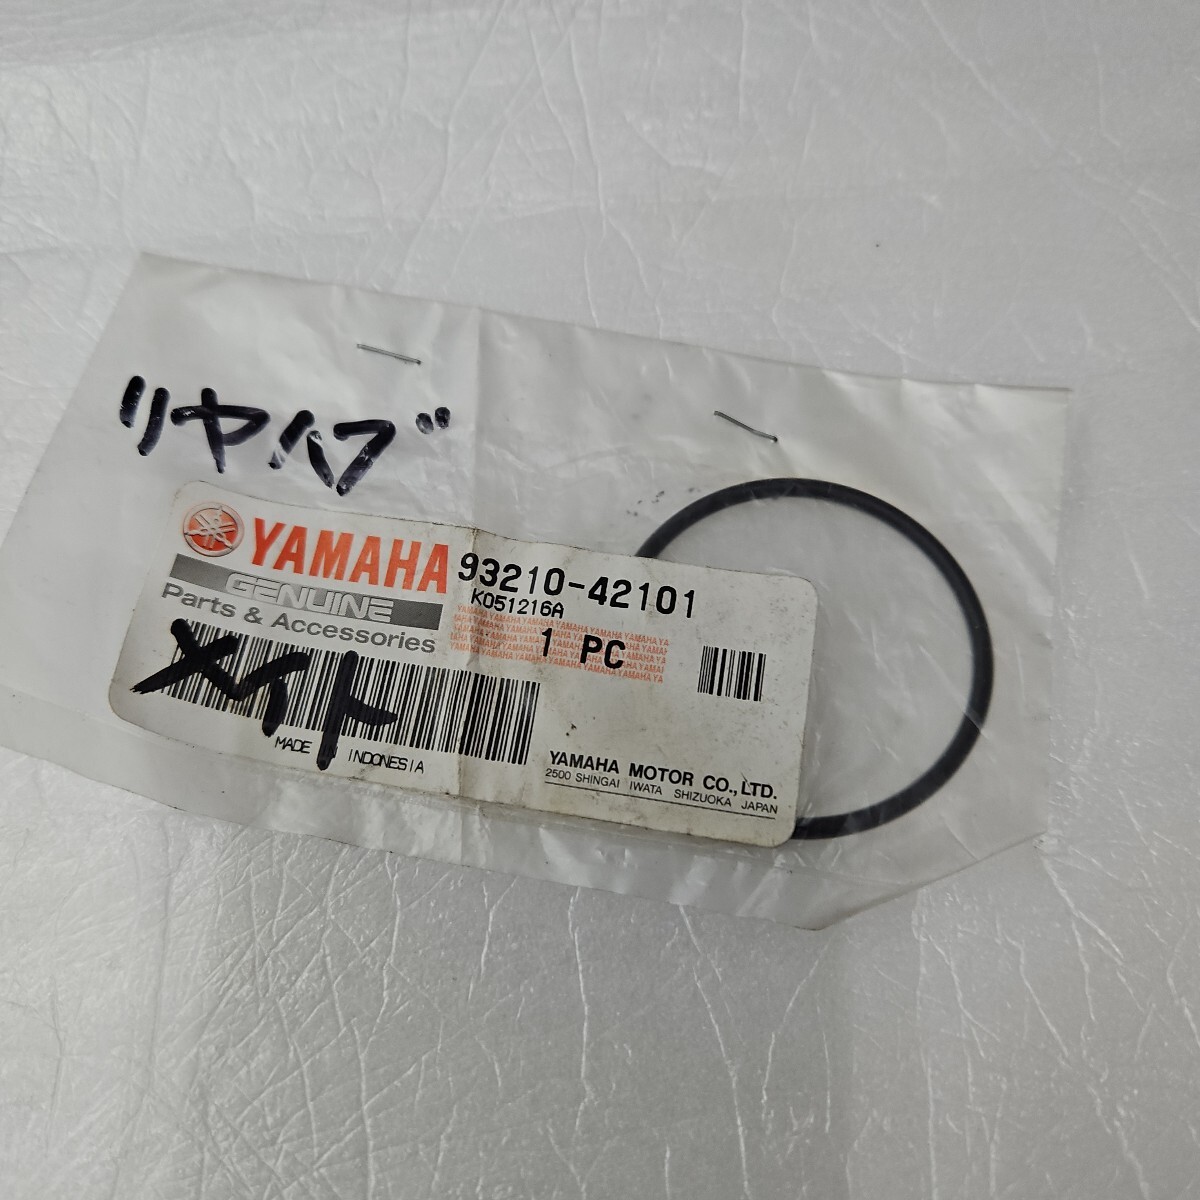 リヤハブ
YAMAHA
GENUINE
Parts & Accessories
93210-42101
K051216A
1 PC
メイト
MADE IN INDONESIA
YAMAHA MOTOR CO., LTD.
2500 SHINGAI IWATA SHIZUOKA JAPAN